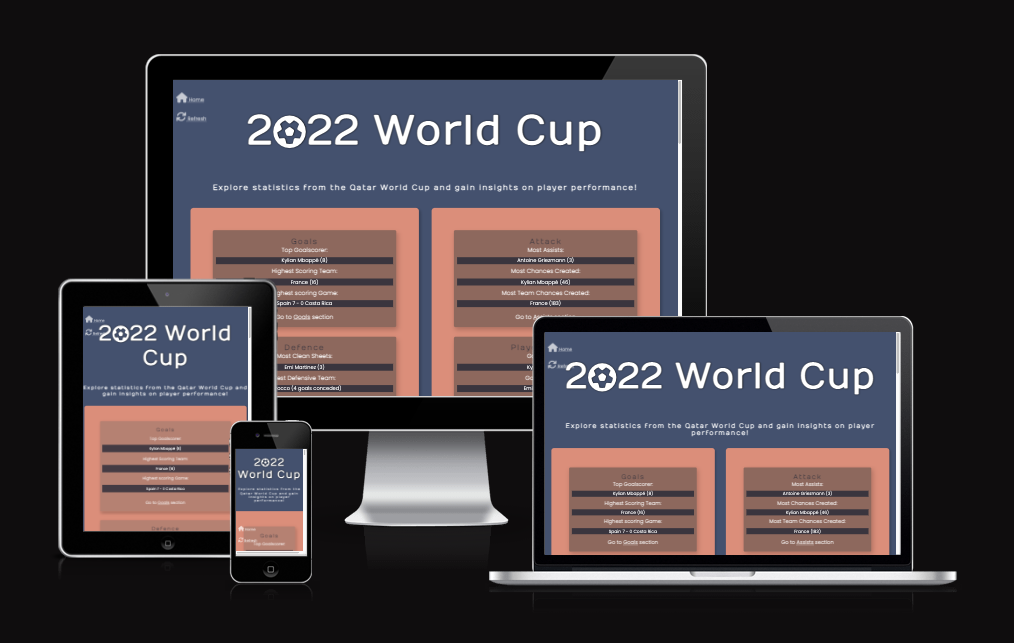 Home
Refresh
2022 World Cup
Explore statistics from the Qatar World Cup and gain insights on player performance!
Goals
Top Goalscorer:
Kylian Mbappé (8)
Highest Scoring Team:
France (16)
ghest scoring Game:
Spain 7 - 0 Costa Rica
Go to Goals section
Attack
Most Assists:
Antoine Griezmann (3)
Most Chances Created:
Kylian Mbappé (46)
Most Team Chances Created:
France (183)
Go to Assists section
Defence
Most Clean Sheets:
Emi Martinez (3)
est Defensive Team:
occo (4 goals conceded)
Play
G
Ky
Go
Emi
Home
2022 World
Cup
Explore statistics from the Qatar World Cup and
gain insights on player performance!
Goals
Top Goalscorer:
Kylian Mbappé (8)
Highest Scoring Team:
France (16)
Highest scoring Game:
Spain 7 - 0 Costa Rica
Go to Goals section
Defence
2022
World Cup
Explore statistics from the
Qatar World Cup and gain
insights on player
performance!
Home
Refresh
Goals
Top Goalscorer:
Home
2022 World Cup
Explore statistics from the Qatar World Cup and gain insights on player
performance!
Goals
Top Goalscorer:
Kylian Mbappé (8)
Highest Scoring Team:
France (16)
Highest scoring Game:
Spain 7 - 0 Costa Rica
Go to Goals section
Attack
Most Assists:
Antoine Griezmann (3)
Most Chances Created:
Kylian Mbappé (46)
Most Team Chances Created:
France (183)
Go to Assists section